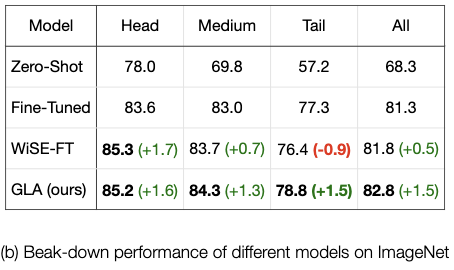 Model Head Medium Tail All
Zero-Shot 78.0 69.8 57.2 68.3
Fine-Tuned 83.6 83.0 77.3 81.3
WiSE-FT 85.3 (+1.7) 83.7 (+0.7) 76.4 (-0.9) 81.8 (+0.5)
GLA (ours) 85.2 (+1.6) 84.3 (+1.3) 78.8 (+1.5) 82.8 (+1.5)
(b) Beak-down performance of different models on ImageNet